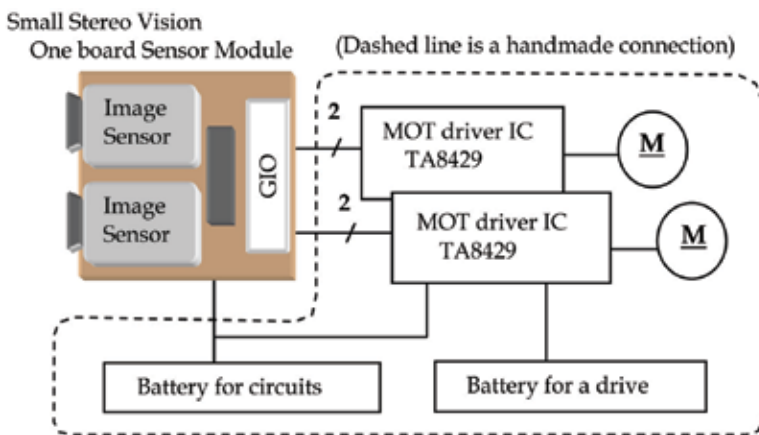 Small Stereo Vision
One board Sensor Module
(Dashed line is a handmade connection)
Image
Sensor
Image
Sensor
GIO
2
2
MOT driver IC
TA8429
M
MOT driver IC
TA8429
M
Battery for circuits
Battery for a drive